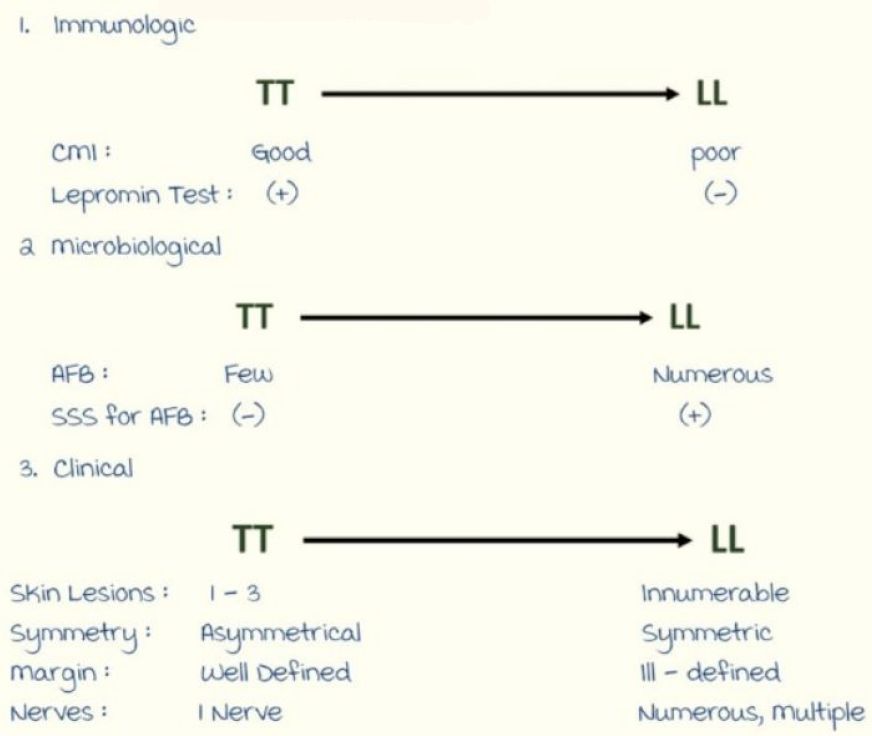 1. Immunologic
TT LL
CMI : Good poor
Lepromin Test : (+) (-)
2 microbiological
TT LL
AFB : Few Numerous
SSS for AFB : (-) (+)
3. Clinical
TT LL
Skin Lesions : 1 - 3 Innumerable
Symmetry : Asymmetrical Symmetric
margin : Well Defined Ill - defined
Nerves : 1 Nerve Numerous, multiple